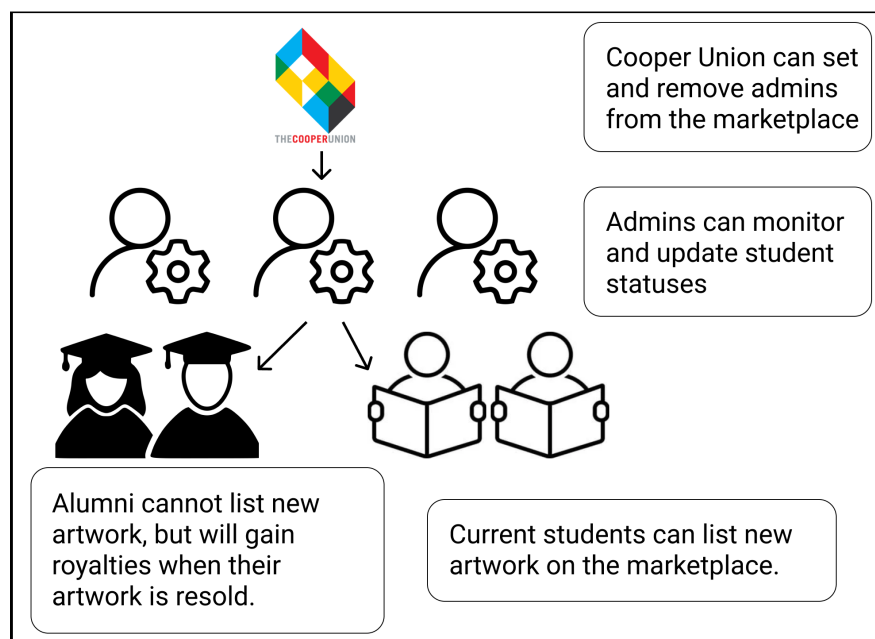 Cooper Union can set
and remove admins
from the marketplace
THECOOPERUNION
Admins can monitor
and update student
statuses
Alumni cannot list new
artwork, but will gain
royalties when their
artwork is resold.
Current students can list new
artwork on the marketplace.